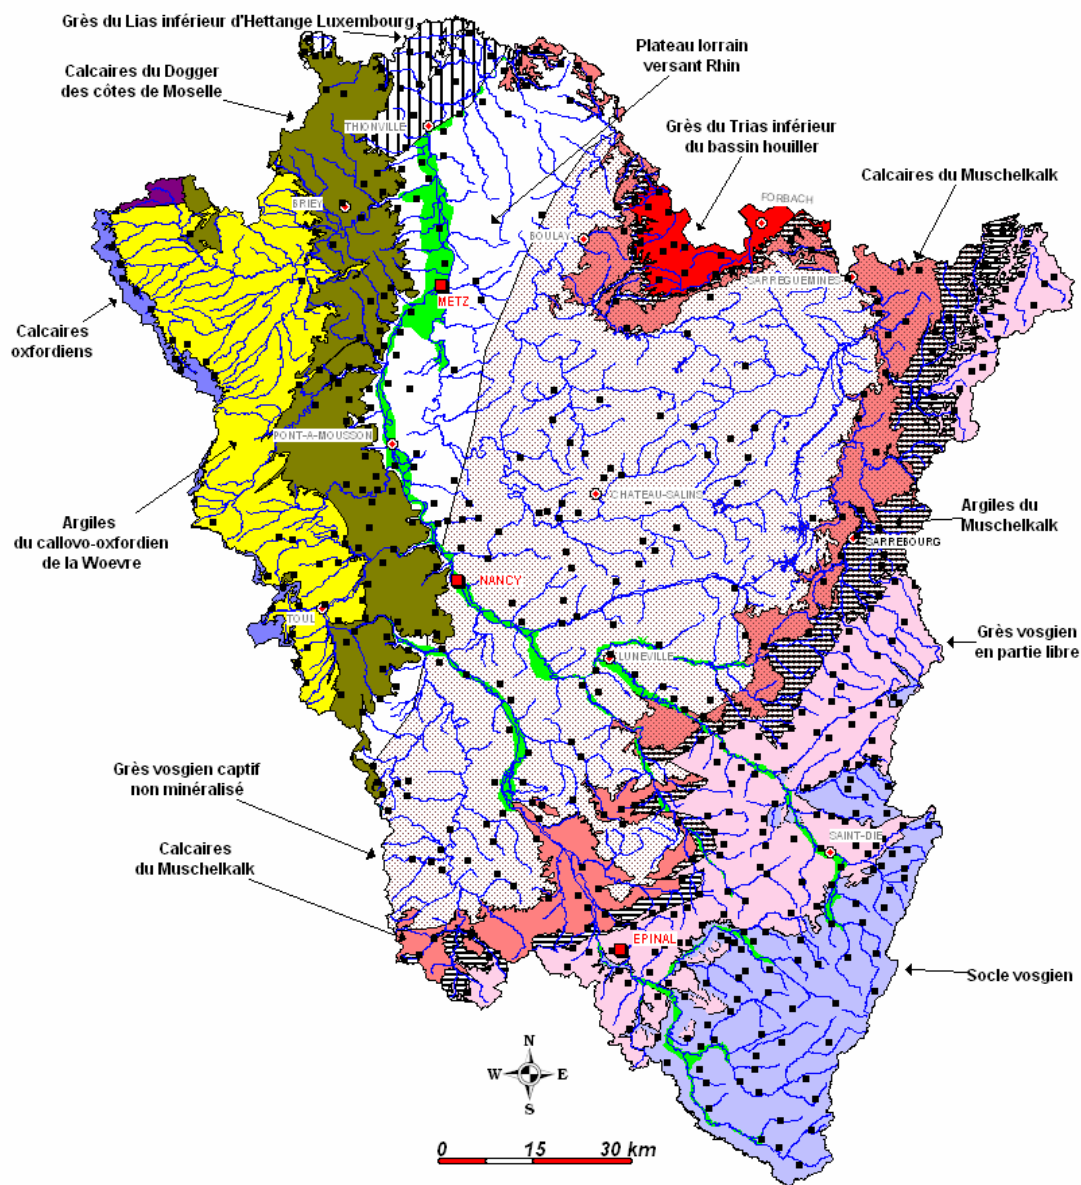 Grès du Lias inférieur d'Hettange Luxembourg
Plateau lorrain
versant Rhin
Calcaires du Dogger
des côtes de Moselle
THIONVILLE
Grès du Trias inférieur
du bassin houiller
Calcaires du Muschelkalk
BRIEY
FORBACH
BOULAY
SARREGUEMINES
METZ
Calcaires
oxfordiens
PONT-A-MOUSSON
CHATEAU-SALINS
Argiles
du callovo-oxfordien
de la Woevre
Argiles du
Muschelkalk
SARREBOURG
NANCY
TOUL
LUNEVILLE
Grès vosgien
en partie libre
Grès vosgien captif
non minéralisé
SAINT-DIE
Calcaires
du Muschelkalk
EPINAL
Socle vosgien
N
W E
S
0 15 30 km